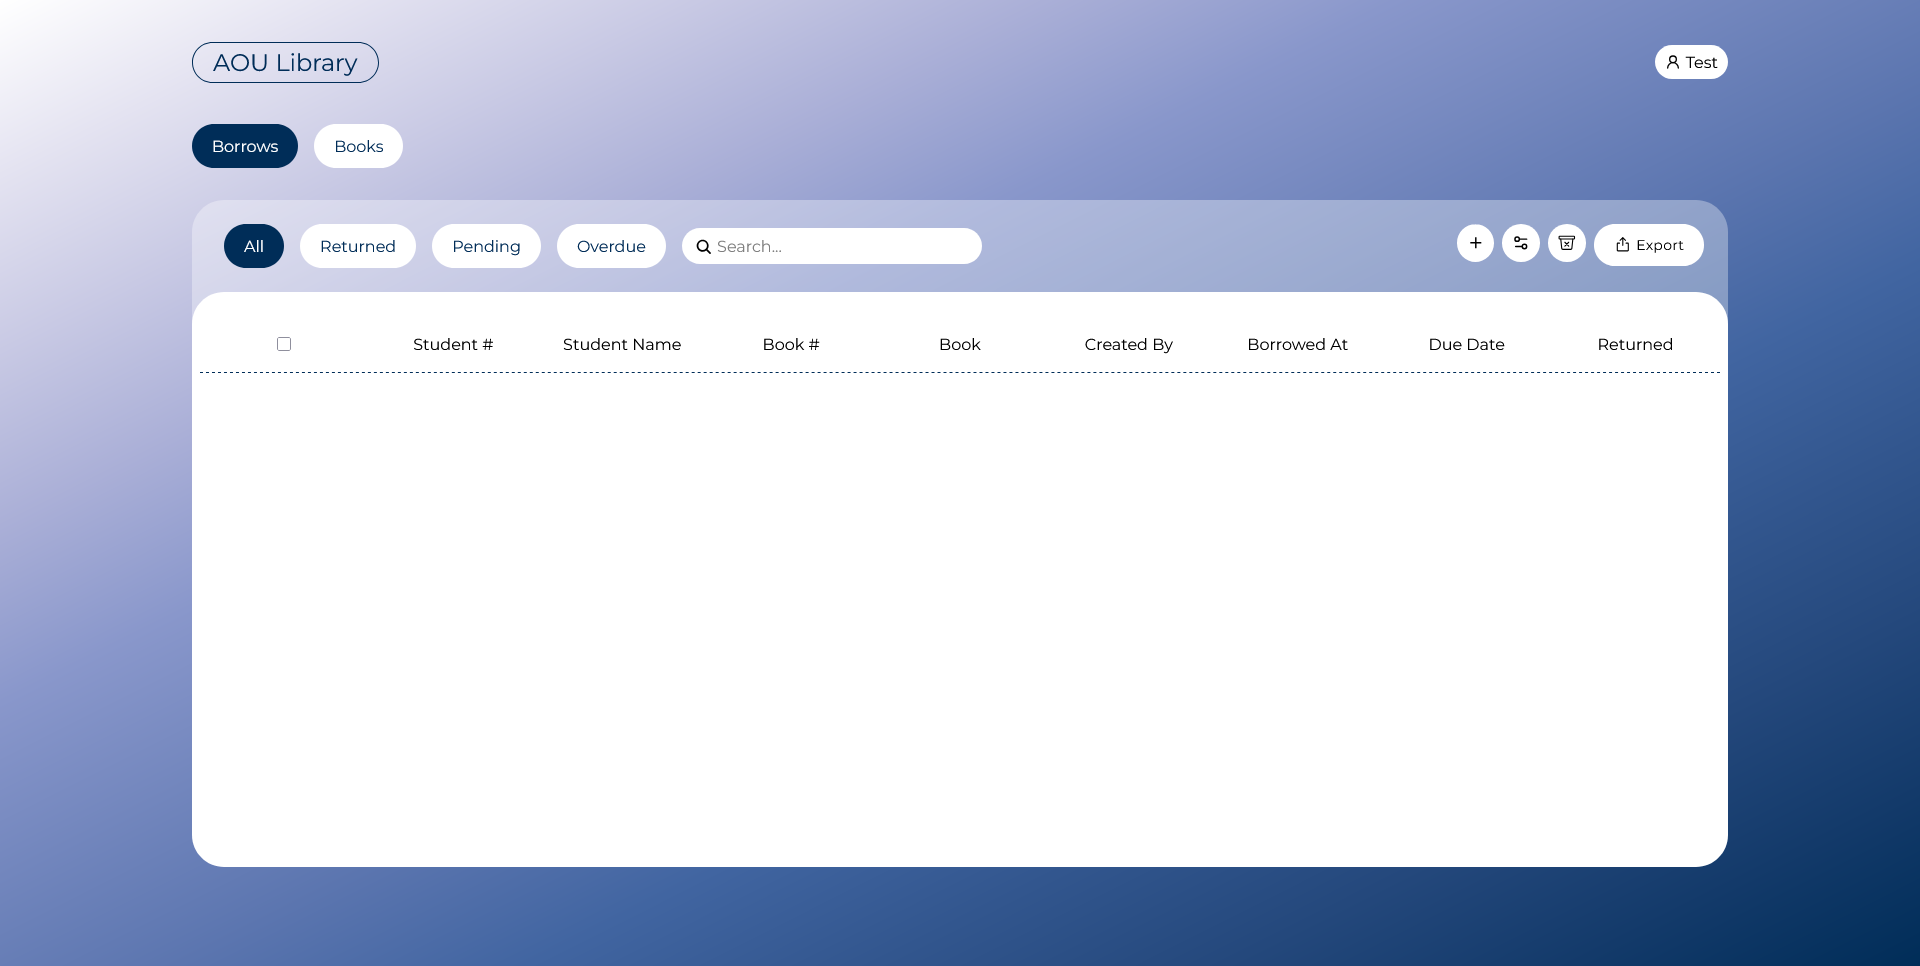 AOU Library
Test
Borrows
Books
All
Returned
Pending
Overdue
Search...
Export
Student #
Student Name
Book #
Book
Created By
Borrowed At
Due Date
Returned